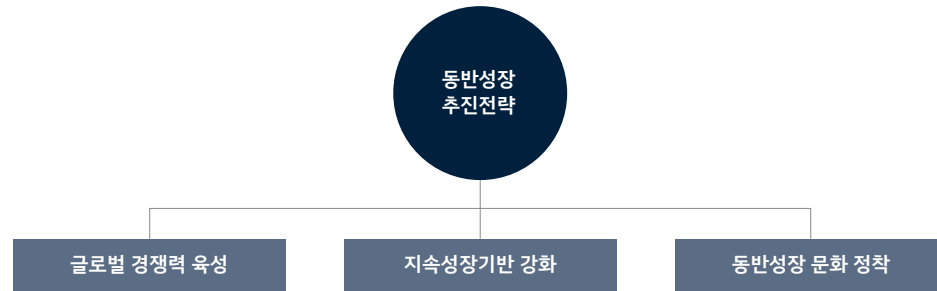 동반성장
추진전략
글로벌 경쟁력 육성
지속성장기반 강화
동반성장 문화 정착